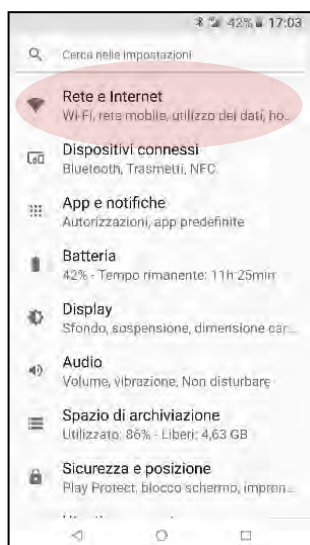 42% 17:03
Cerca nelle impostazioni
Rete e Internet
Wi-Fi, rete mobile, utilizzo dei dati, ho...
Dispositivi connessi
Bluetooth, Trasmetti, NFC
App e notifiche
Autorizzazioni, app predefinite
Batteria
42% - Tempo rimanente: 11h 25min
Display
Sfondo, sospensione, dimensione car...
Audio
Volume, vibrazione, Non disturbare
Spazio di archiviazione
Utilizzato: 86% - Liberi: 4,63 GB
Sicurezza e posizione
Play Protect, blocco schermo, impron...